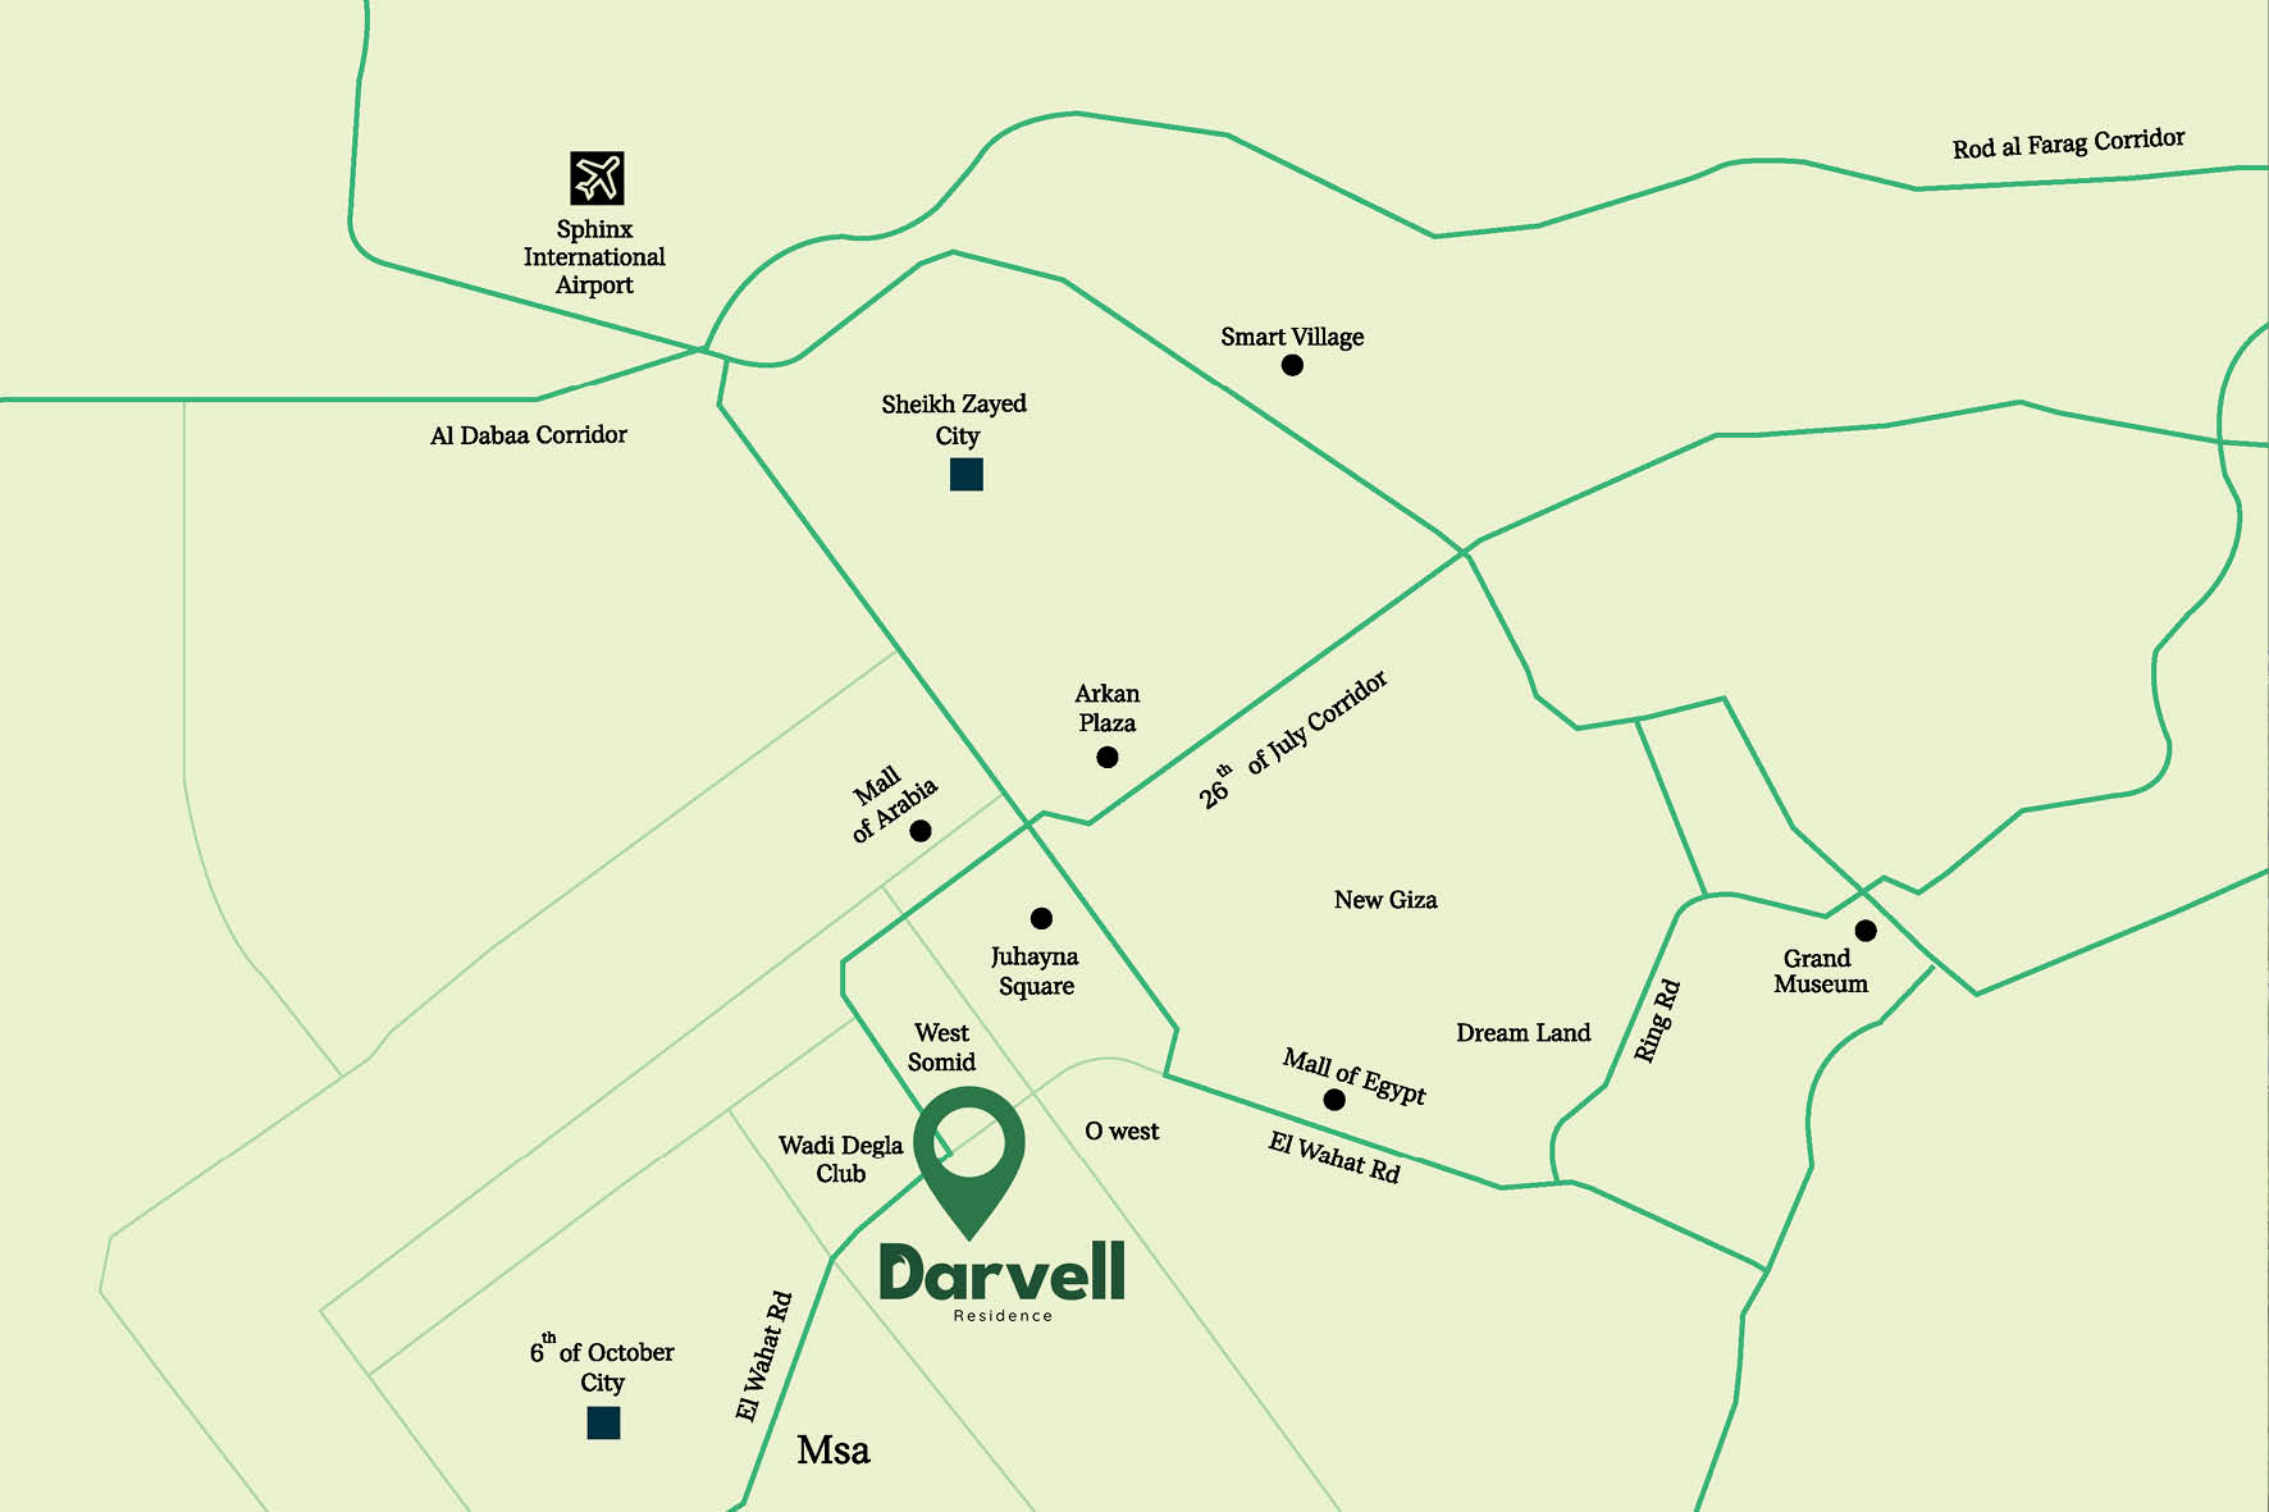 Rod al Farag Corridor
Sphinx
International
Airport
Smart Village
Sheikh Zayed
City
Al Dabaa Corridor
Arkan
Plaza
26th of July Corridor
Mall
of Arabia
New Giza
Juhayna
Square
Grand
Museum
Ring Rd
West
Somid
Dream Land
Mall of Egypt
O west
Wadi Degla
Club
El Wahat Rd
Darvell
Residence
El Wahat Rd
6th of October
City
Msa